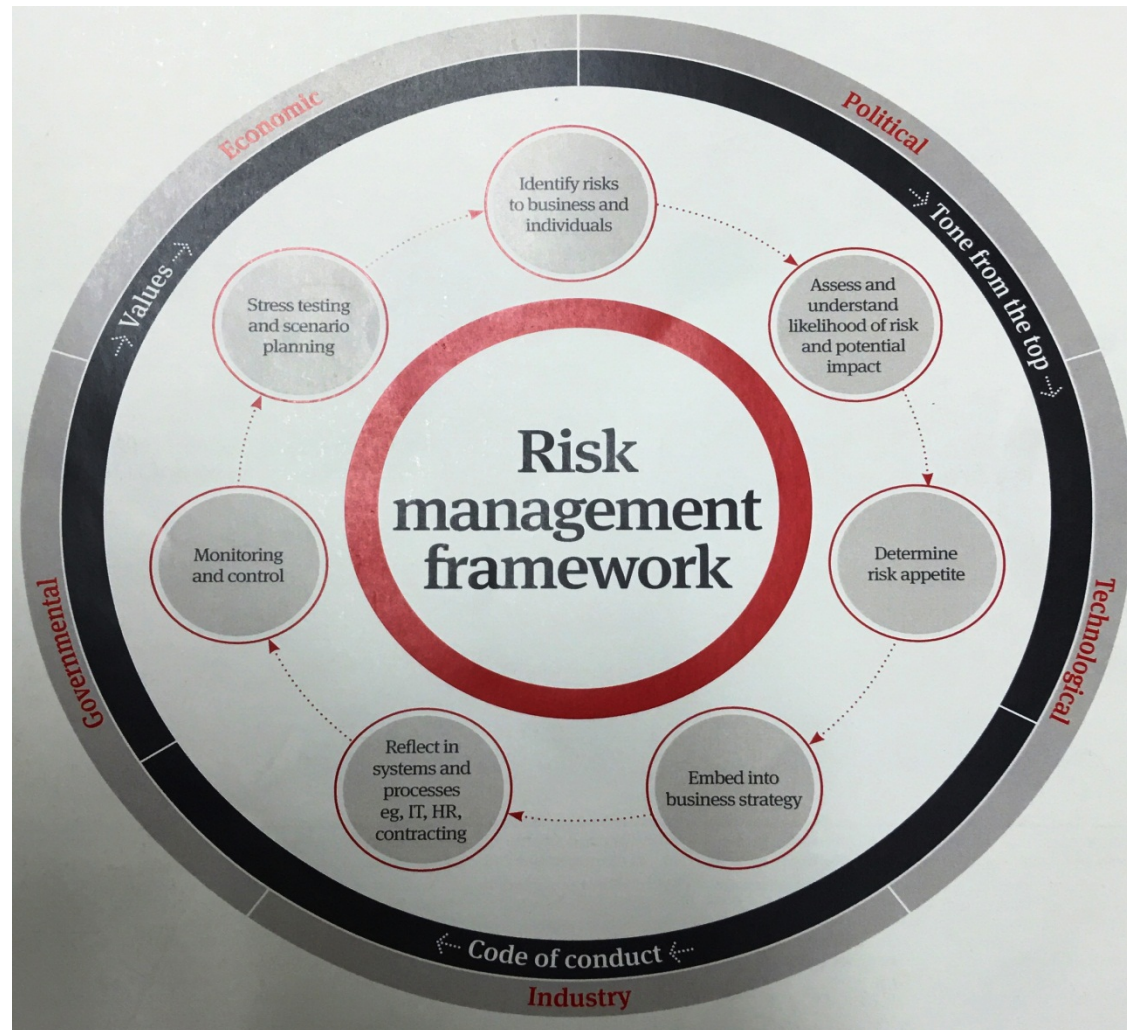 Economic
Political
Values
Tone from the top
Identify risks
to business and
individuals
Assess and
understand
likelihood of risk
and potential
impact
Determine
risk appetite
Embed into
business strategy
Reflect in
systems and
processes
eg, IT, HR,
contracting
Monitoring
and control
Stress testing
and scenario
planning
Risk
management
framework
Governmental
Technological
Code of conduct
Industry